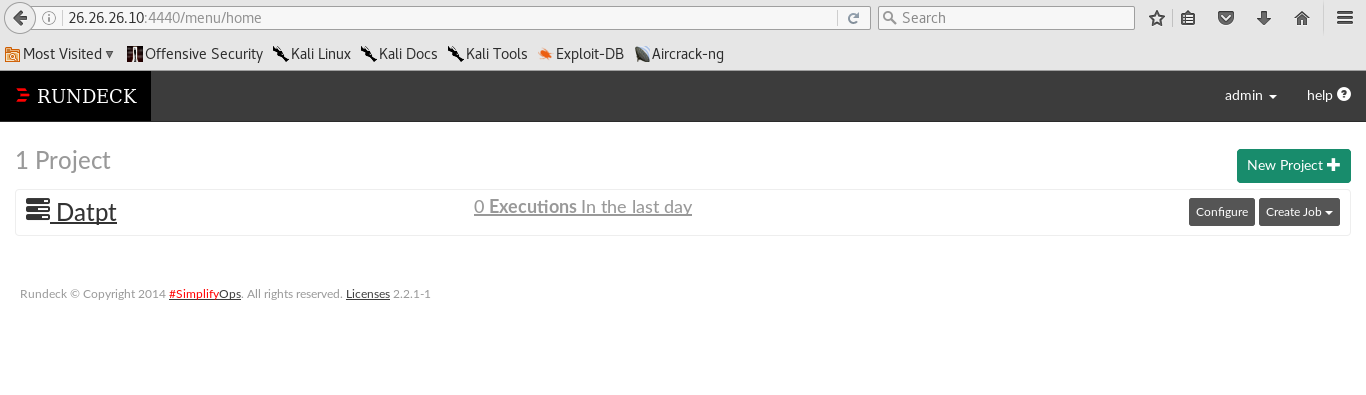 26.26.26.10:4440/menu/home
Search
Most Visited
Offensive Security
Kali Linux
Kali Docs
Kali Tools
Exploit-DB
Aircrack-ng
RUNDECK
admin
help
1 Project
New Project
Datpt
0 Executions In the last day
Configure
Create Job
Rundeck © Copyright 2014 #SimplifyOps. All rights reserved. Licenses 2.2.1-1